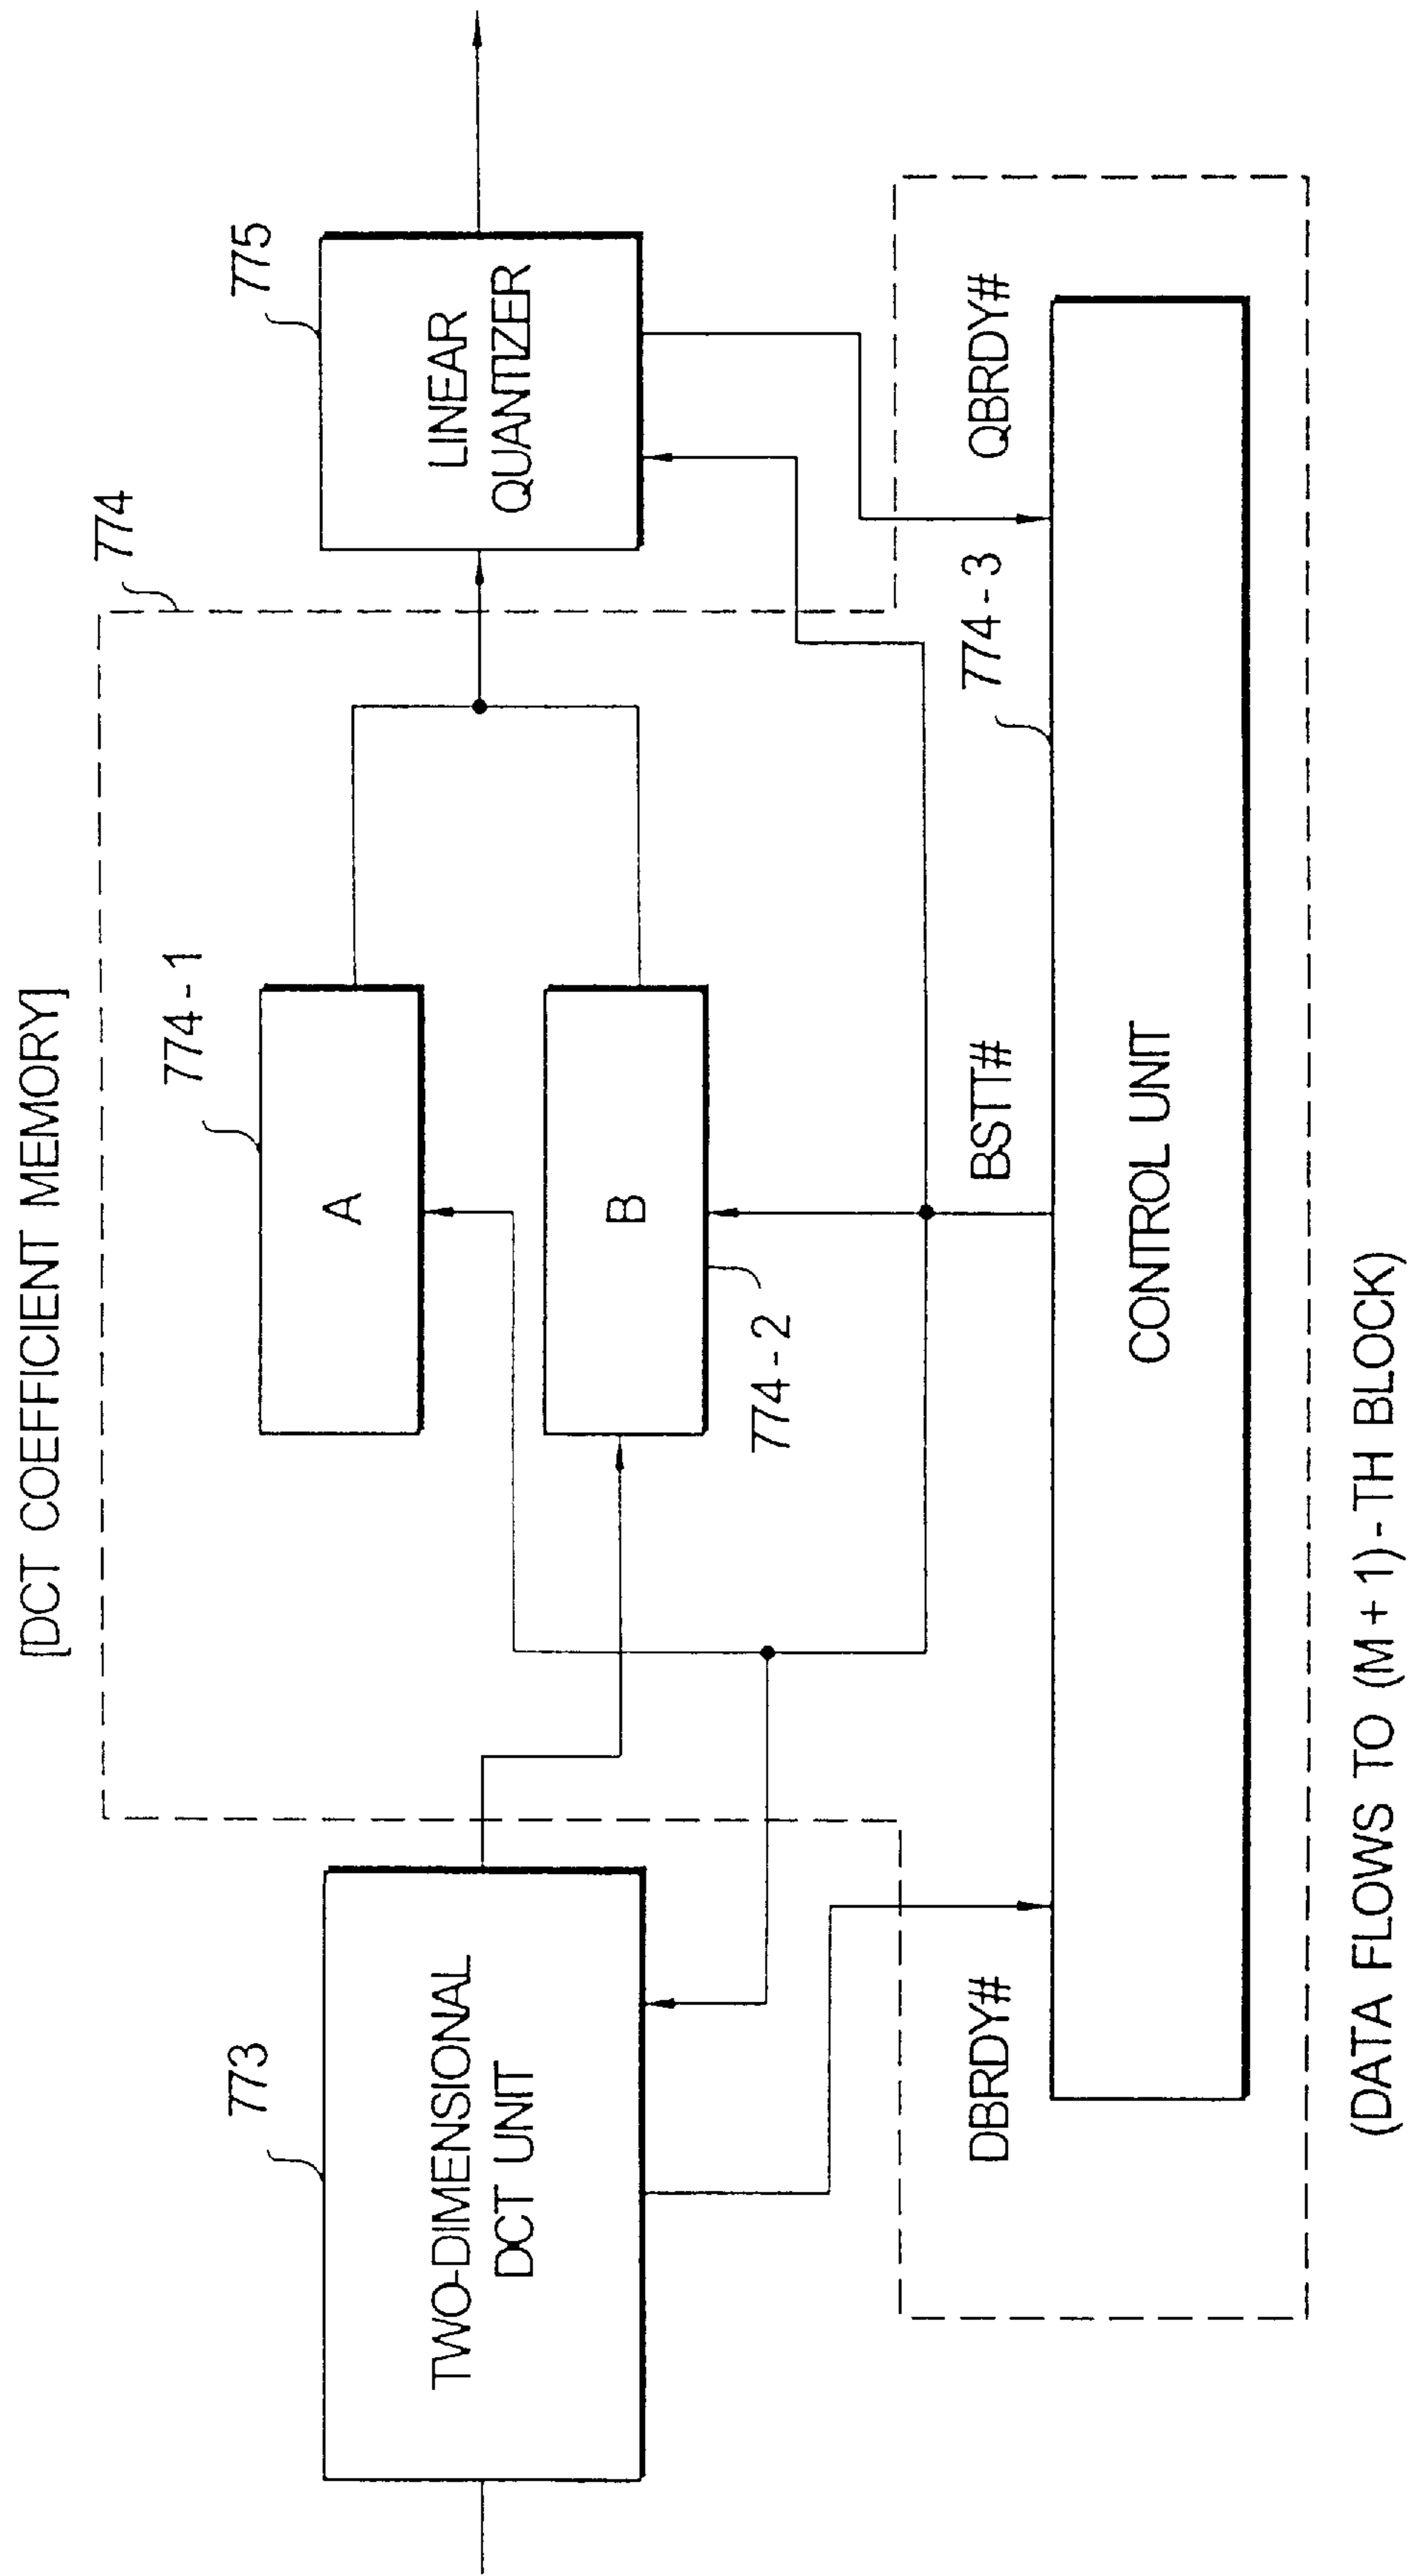 [DCT COEFFICIENT MEMORY]
774
773
774 - 1
775
TWO-DIMENSIONAL
DCT UNIT
A
B
LINEAR
QUANTIZER
774 - 2
DBRDY#
BSTT#
774 - 3
QBRDY#
CONTROL UNIT
(DATA FLOWS TO (M + 1) - TH BLOCK)